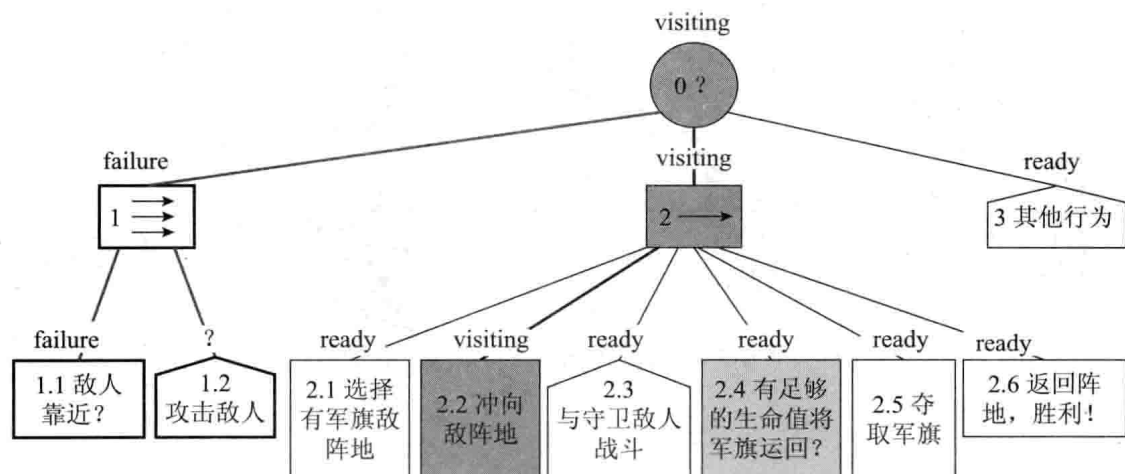 visiting
0 ?
failure
visiting
ready
1
2
3 其他行为
failure
?
ready
visiting
ready
ready
ready
ready
1.1 敌人
靠近？
1.2
攻击敌人
2.1 选择
有军旗敌
阵地
2.2 冲向
敌阵地
2.3
与守卫敌人
战斗
2.4 有足够
的生命值将
军旗运回？
2.5 夺
取军旗
2.6 返回阵
地，胜利！